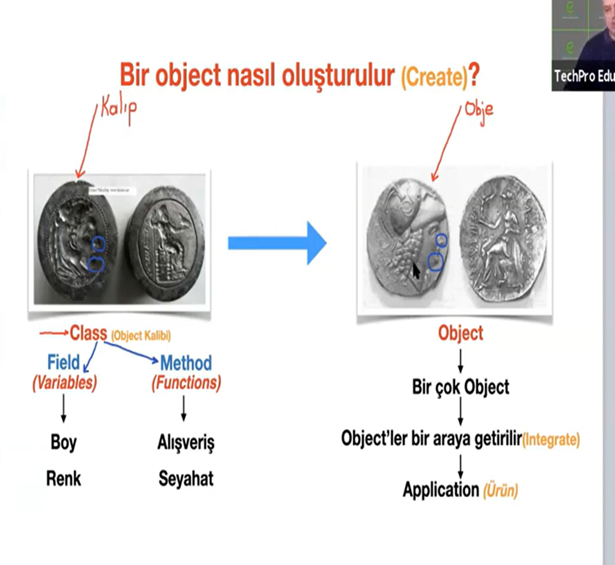 Bir object nasıl oluşturulur (Create)?
TechPro Edu
Kalıp
Obje
Class (Object Kalibi)
Field
(Variables)
Boy
Renk
Method
(Functions)
Alışveriş
Seyahat
Object
Bir çok Object
Object'ler bir araya getirilir(Integrate)
Application (Ürün)